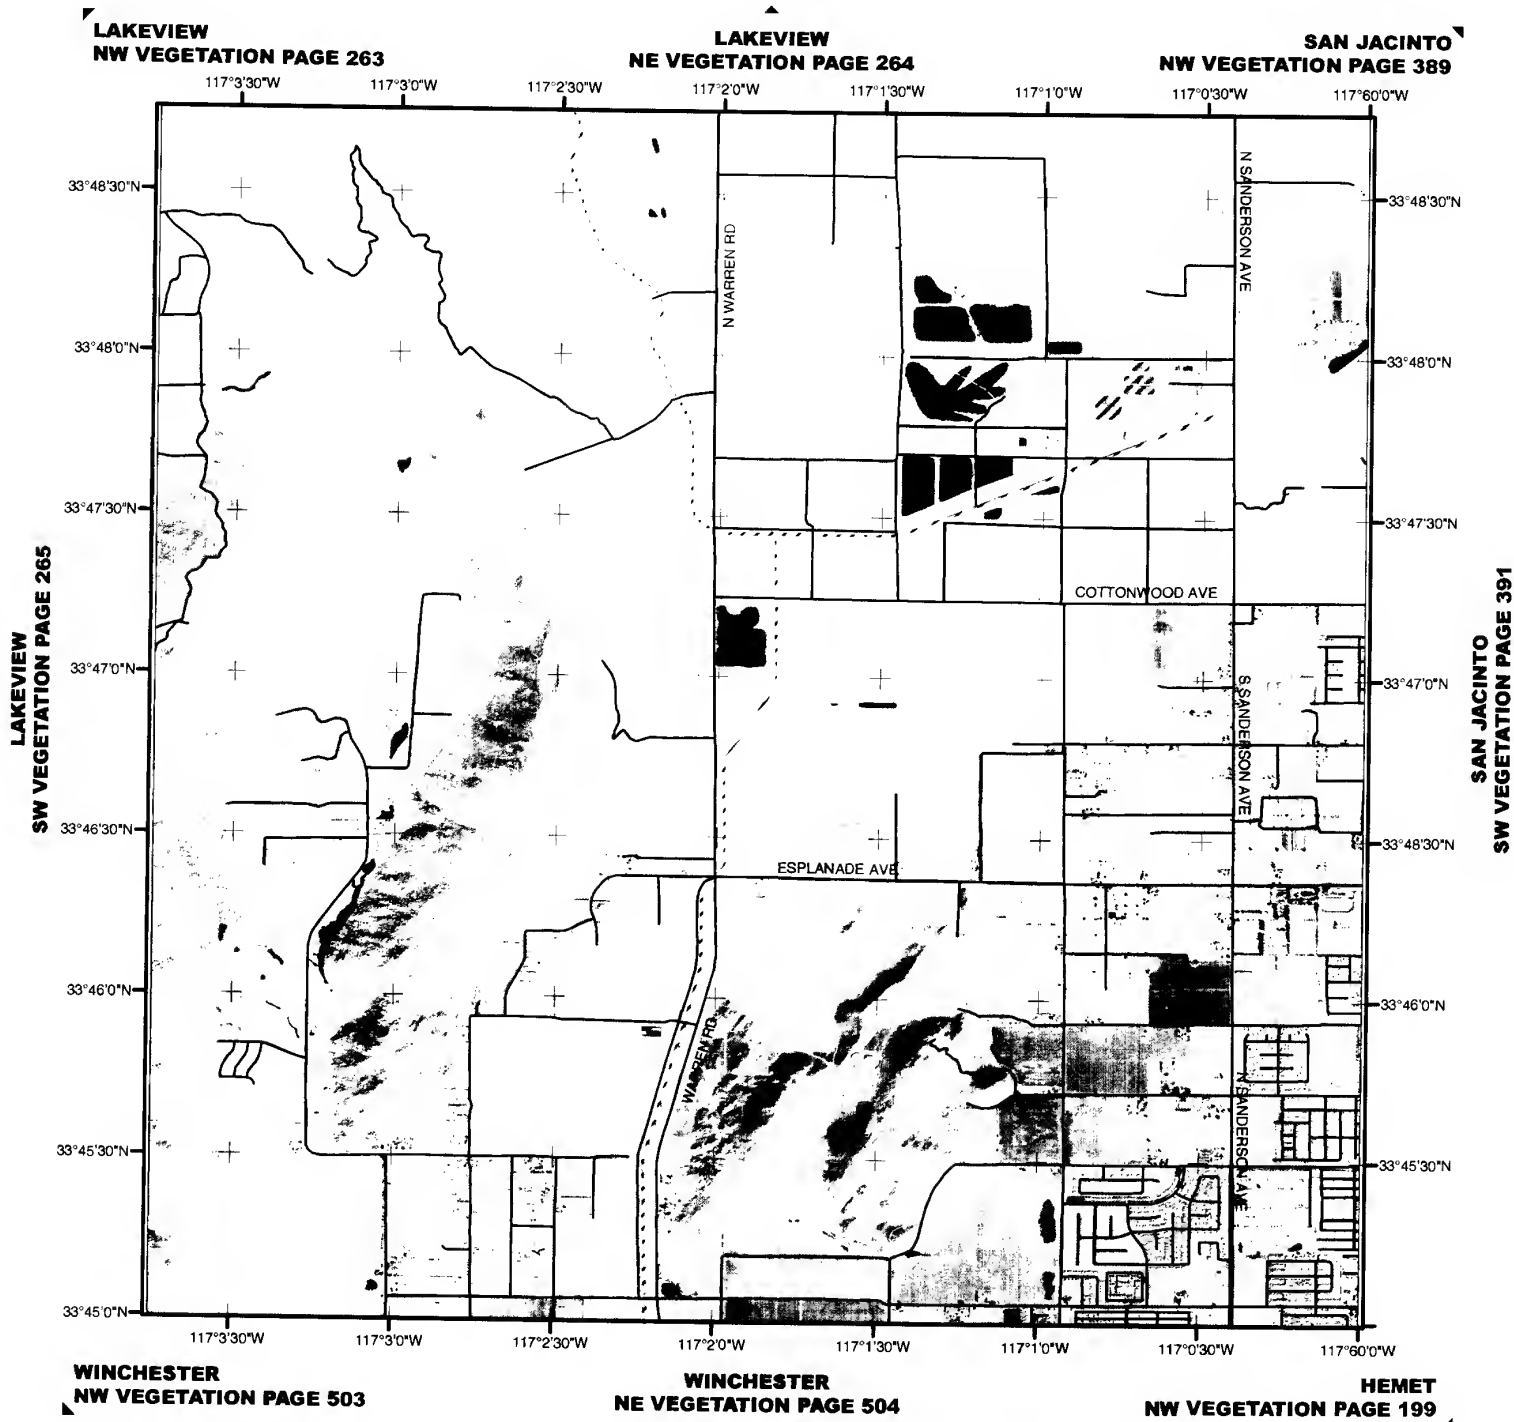 LAKEVIEW
NW VEGETATION PAGE 263
LAKEVIEW
NE VEGETATION PAGE 264
SAN JACINTO
NW VEGETATION PAGE 389
117°3'30"W
117°3'0"W
117°2'30"W
117°2'0"W
117°1'30"W
117°1'0"W
117°0'30"W
117°60'0"W
33°48'30"N
33°48'30"N
N SANDERSON AVE
N WARREN RD
33°48'0"N
33°48'0"N
33°47'30"N
33°47'30"N
LAKEVIEW
SW VEGETATION PAGE 265
SAN JACINTO
SW VEGETATION PAGE 391
COTTONWOOD AVE
33°47'0"N
33°47'0"N
S SANDERSON AVE
33°46'30"N
33°48'30"N
ESPLANADE AVE
33°46'0"N
33°46'0"N
WARREN RD
N SANDERSON AVE
33°45'30"N
33°45'30"N
33°45'0"N
117°3'30"W
117°3'0"W
117°2'30"W
117°2'0"W
117°1'30"W
117°1'0"W
117°0'30"W
117°60'0"W
WINCHESTER
NW VEGETATION PAGE 503
WINCHESTER
NE VEGETATION PAGE 504
HEMET
NW VEGETATION PAGE 199